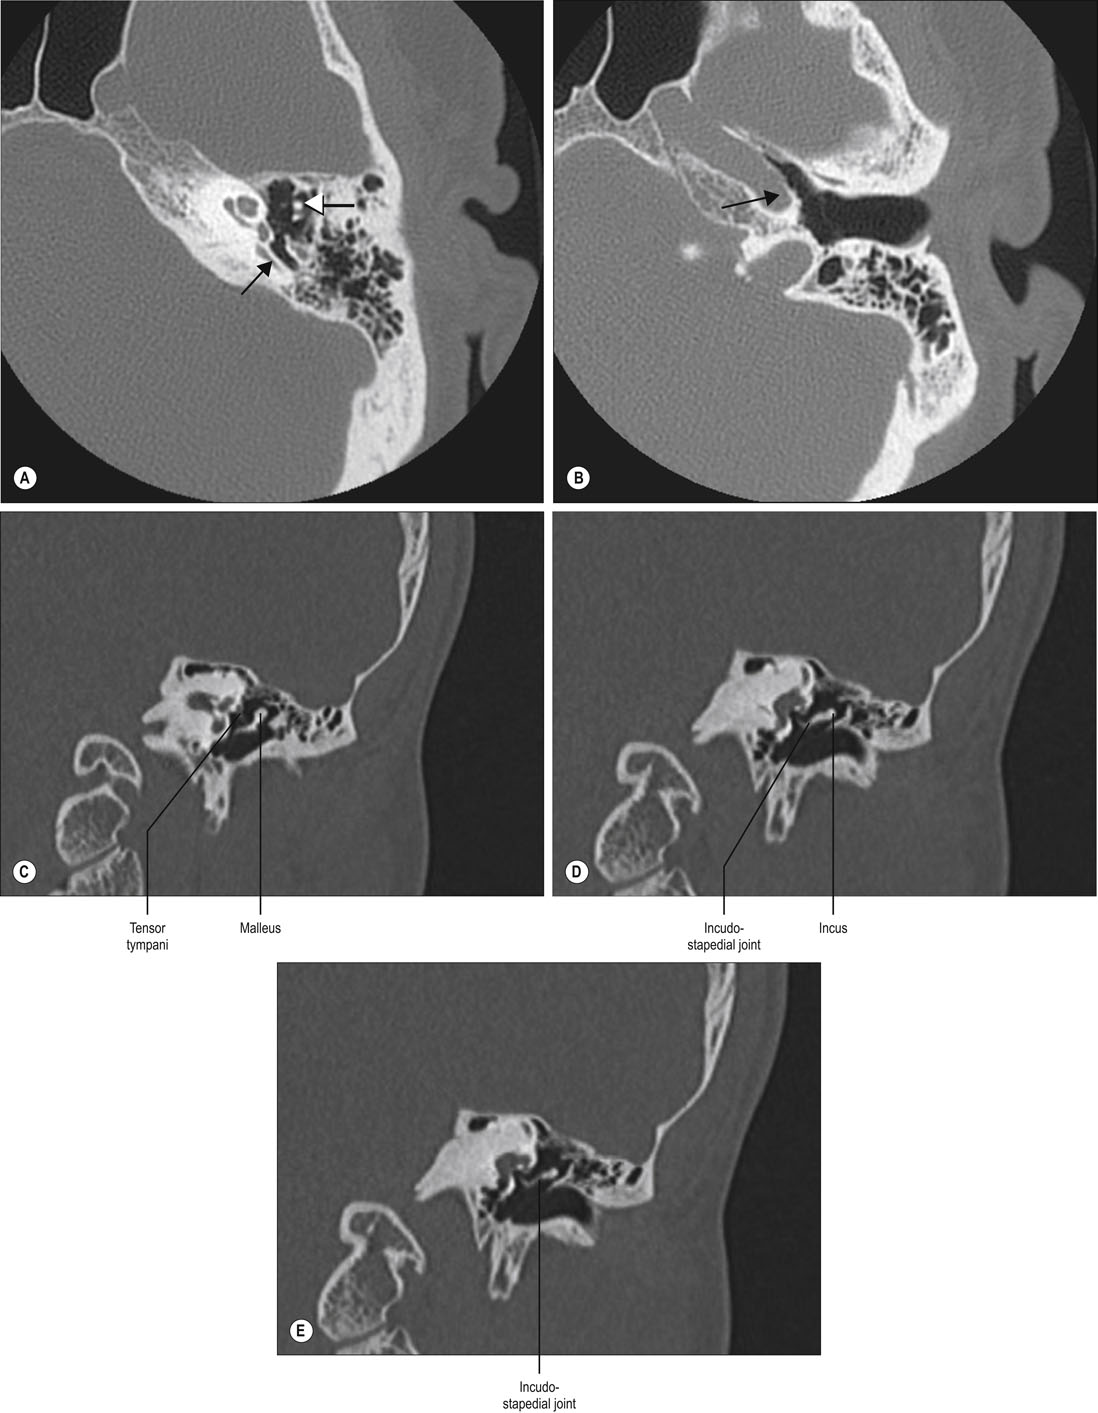 A
B
C
D
Tensor
tympani
Malleus
Incudo-
stapedial joint
Incus
E
Incudo-
stapedial joint